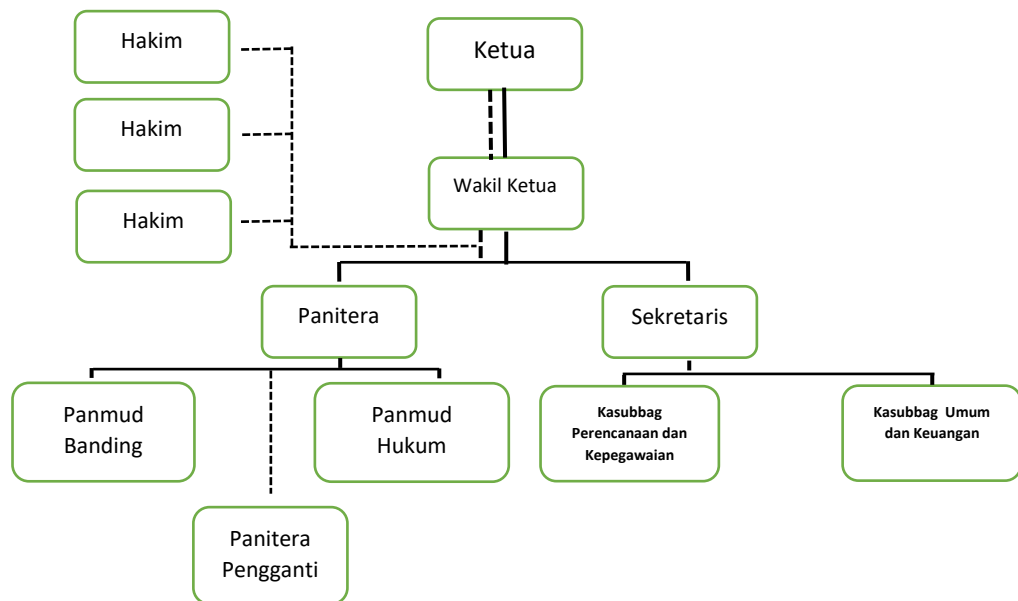 Hakim
Ketua
Hakim
Wakil Ketua
Hakim
Panitera
Sekretaris
Panmud
Banding
Panmud
Hukum
Kasubbag
Perencanaan dan
Kepegawaian
Kasubbag Umum
dan Keuangan
Panitera
Pengganti